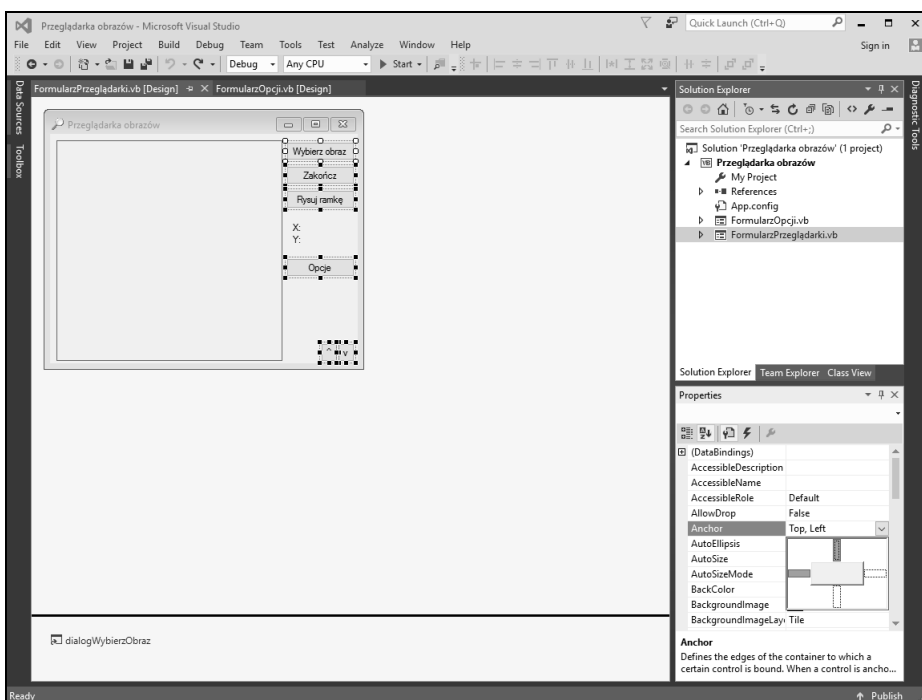 Przeglądarka obrazów - Microsoft Visual Studio
Quick Launch (Ctrl+Q)
File Edit View Project Build Debug Team Tools Test Analyze Window Help
Sign in
Debug Any CPU Start
Data Sources
Toolbox
FormularzPrzeglądarki.vb [Design] FormularzOpcji.vb [Design]
Przeglądarka obrazów
Wybierz obraz
Zakończ
Rysuj ramkę
X:
Y:
Opcje
^ v
dialogWybierzObraz
Solution Explorer
Search Solution Explorer (Ctrl+;)
Solution 'Przeglądarka obrazów' (1 project)
VB Przeglądarka obrazów
My Project
References
App.config
FormularzOpcji.vb
FormularzPrzeglądarki.vb
Solution Explorer Team Explorer Class View
Diagnostic Tools
Properties
(DataBindings)
AccessibleDescription
AccessibleName
AccessibleRole Default
AllowDrop False
Anchor Top, Left
AutoEllipsis
AutoSize
AutoSizeMode
BackColor
BackgroundImage
BackgroundImageLay Tile
Anchor
Defines the edges of the container to which a
certain control is bound. When a control is ancho...
Ready
Publish